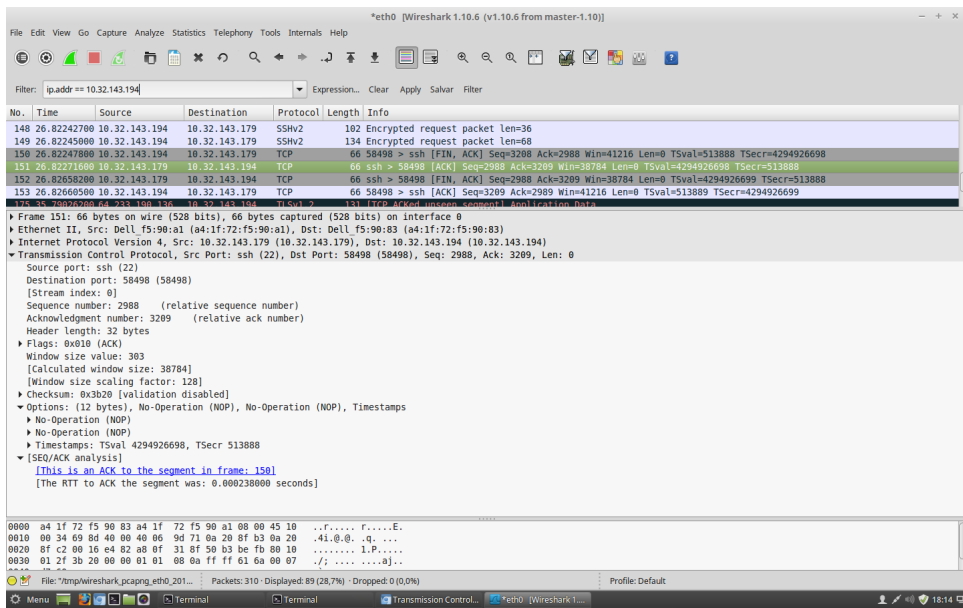 *eth0 [Wireshark 1.10.6 (v1.10.6 from master-1.10)]
File Edit View Go Capture Analyze Statistics Telephony Tools Internals Help
Filter: ip.addr == 10.32.143.194 Expression... Clear Apply Salvar Filter
No. Time Source Destination Protocol Length Info
148 26.82242700 10.32.143.194 10.32.143.179 SSHv2 102 Encrypted request packet len=36
149 26.82245000 10.32.143.194 10.32.143.179 SSHv2 134 Encrypted request packet len=68
150 26.82247800 10.32.143.194 10.32.143.179 TCP 66 58498 > ssh [FIN, ACK] Seq=3208 Ack=2988 Win=41216 Len=0 TSval=513888 TSecr=4294926698
151 26.82271600 10.32.143.179 10.32.143.194 TCP 66 ssh > 58498 [ACK] Seq=2988 Ack=3209 Win=38784 Len=0 TSval=4294926698 TSecr=513888
152 26.82658200 10.32.143.179 10.32.143.194 TCP 66 ssh > 58498 [FIN, ACK] Seq=2988 Ack=3209 Win=38784 Len=0 TSval=4294926699 TSecr=513888
153 26.82660500 10.32.143.194 10.32.143.179 TCP 66 58498 > ssh [ACK] Seq=3209 Ack=2989 Win=41216 Len=0 TSval=513889 TSecr=4294926699
175 35.79026200 64.233.190.136 10.32.143.194 TLSv1.2 131 [TCP ACKed unseen segment] Application Data
Frame 151: 66 bytes on wire (528 bits), 66 bytes captured (528 bits) on interface 0
Ethernet II, Src: Dell_f5:90:a1 (a4:1f:72:f5:90:a1), Dst: Dell_f5:90:83 (a4:1f:72:f5:90:83)
Internet Protocol Version 4, Src: 10.32.143.179 (10.32.143.179), Dst: 10.32.143.194 (10.32.143.194)
Transmission Control Protocol, Src Port: ssh (22), Dst Port: 58498 (58498), Seq: 2988, Ack: 3209, Len: 0
Source port: ssh (22)
Destination port: 58498 (58498)
[Stream index: 0]
Sequence number: 2988 (relative sequence number)
Acknowledgment number: 3209 (relative ack number)
Header length: 32 bytes
Flags: 0x010 (ACK)
Window size value: 303
[Calculated window size: 38784]
[Window size scaling factor: 128]
Checksum: 0x3b20 [validation disabled]
Options: (12 bytes), No-Operation (NOP), No-Operation (NOP), Timestamps
No-Operation (NOP)
No-Operation (NOP)
Timestamps: TSval 4294926698, TSecr 513888
[SEQ/ACK analysis]
[This is an ACK to the segment in frame: 150]
[The RTT to ACK the segment was: 0.000238000 seconds]
0000 a4 1f 72 f5 90 83 a4 1f 72 f5 90 a1 08 00 45 10 ..r..... r.....E.
0010 00 34 69 8d 40 00 40 06 9d 71 0a 20 8f b3 0a 20 .4i.@.@. .q. ...
0020 8f c2 00 16 e4 82 a8 0f 31 8f 50 b3 be fb 80 10 ........ 1.P.....
0030 01 2f 3b 20 00 00 01 01 08 0a ff ff 61 6a 00 07 ./; .... ....aj..
File: "/tmp/wireshark_pcapng_eth0_201... Packets: 310 · Displayed: 89 (28,7%) · Dropped: 0 (0,0%) Profile: Default
Menu Terminal Terminal Transmission Control... *eth0 [Wireshark 1.... 18:14